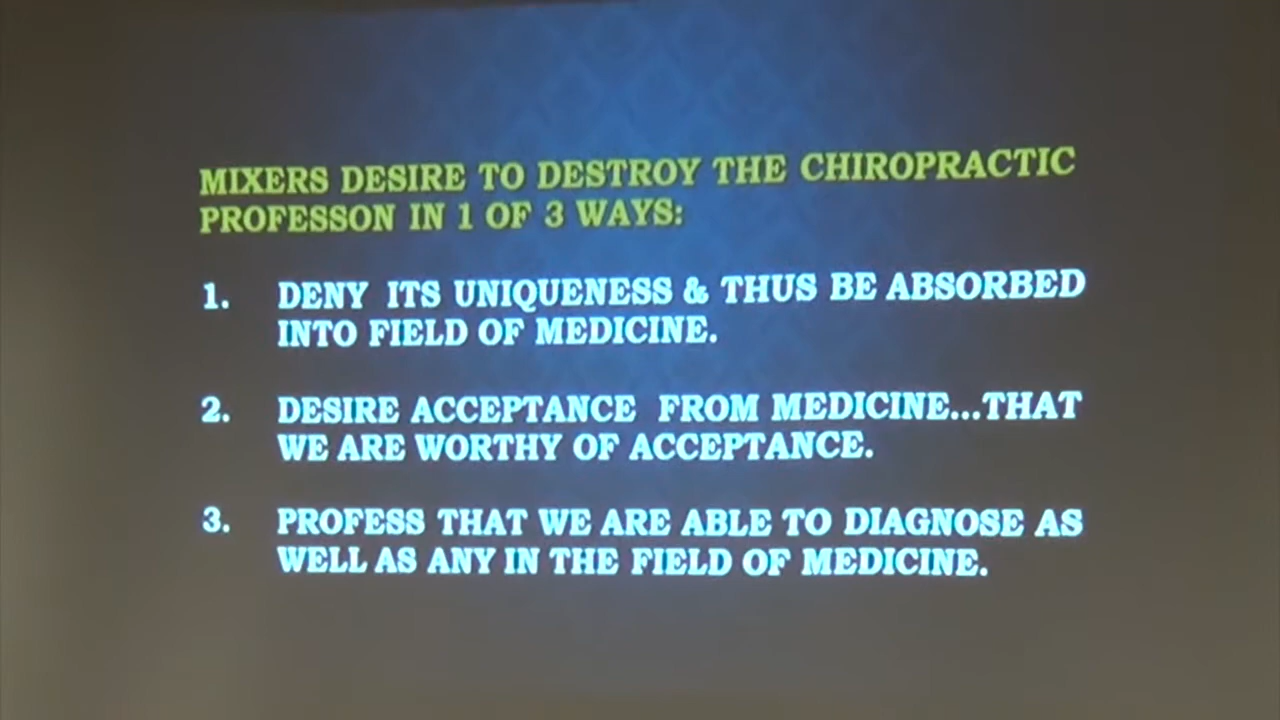 MIXERS DESIRE TO DESTROY THE CHIROPRACTIC
PROFESSON IN 1 OF 3 WAYS:
1. DENY ITS UNIQUENESS & THUS BE ABSORBED
INTO FIELD OF MEDICINE.
2. DESIRE ACCEPTANCE FROM MEDICINE...THAT
WE ARE WORTHY OF ACCEPTANCE.
3. PROFESS THAT WE ARE ABLE TO DIAGNOSE AS
WELL AS ANY IN THE FIELD OF MEDICINE.